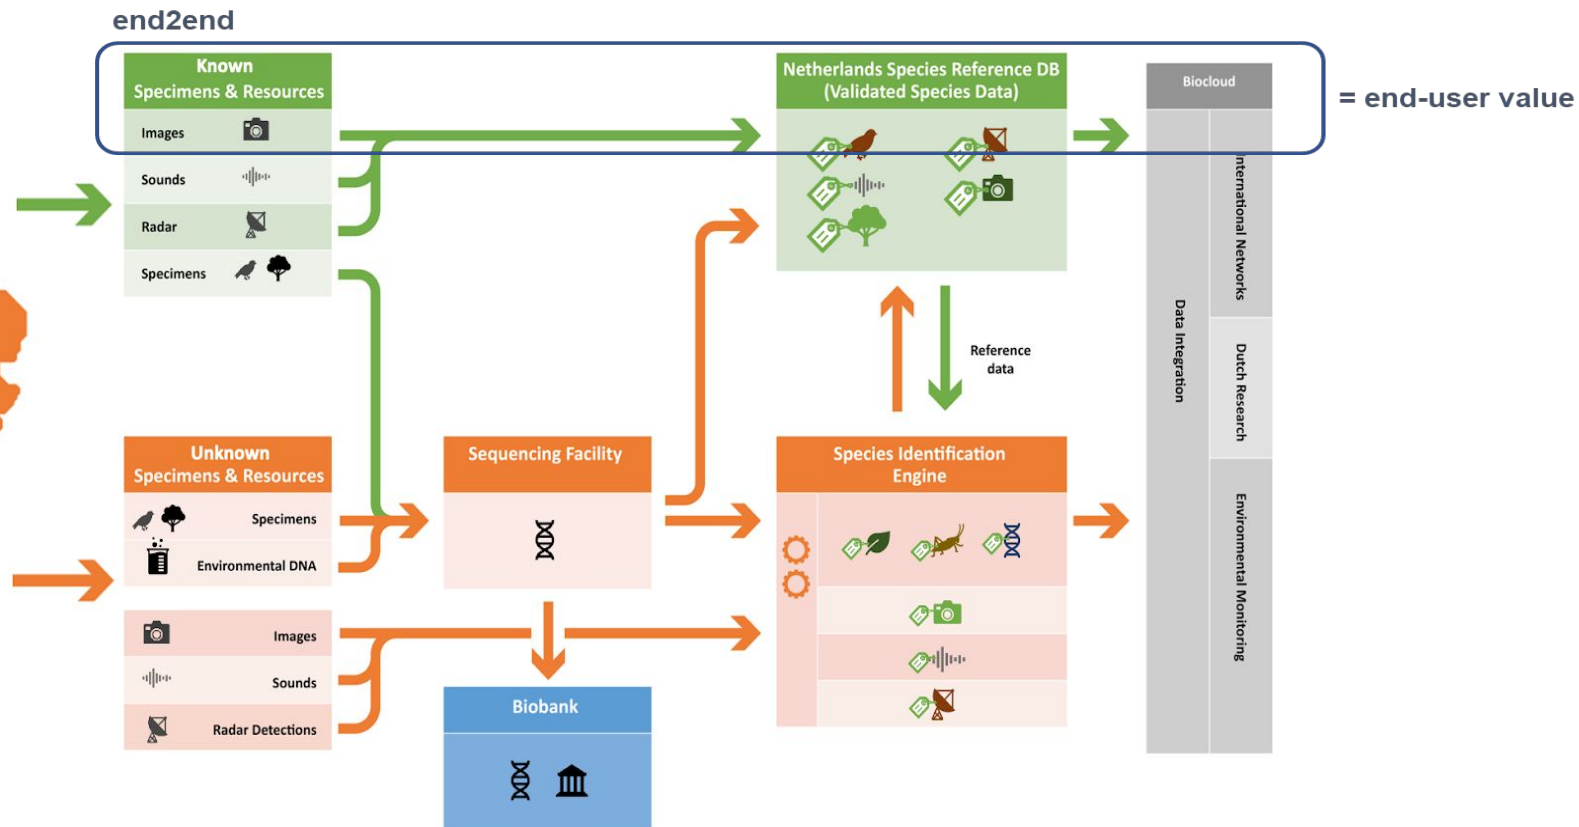 end2end
Known
Specimens & Resources
Images
Sounds
Radar
Specimens
Netherlands Species Reference DB
(Validated Species Data)
Biocloud
= end-user value
International Networks
Data Integration
Dutch Research
Environmental Monitoring
Reference
data
Unknown
Specimens & Resources
Specimens
Environmental DNA
Images
Sounds
Radar Detections
Sequencing Facility
Biobank
Species Identification
Engine